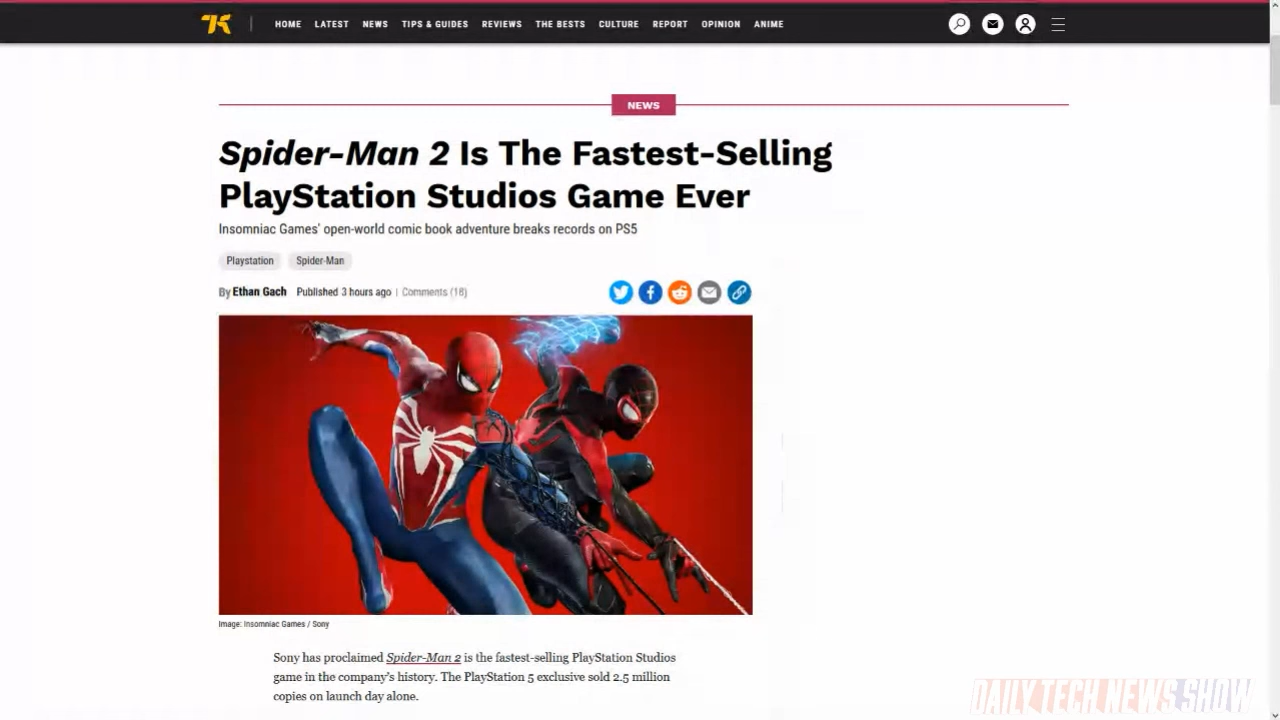 HOME LATEST NEWS TIPS & GUIDES REVIEWS THE BESTS CULTURE REPORT OPINION ANIME
NEWS
Spider-Man 2 Is The Fastest-Selling
PlayStation Studios Game Ever
Insomniac Games' open-world comic book adventure breaks records on PS5
Playstation Spider-Man
By Ethan Gach Published 3 hours ago | Comments (18)
Image: Insomniac Games / Sony
Sony has proclaimed Spider-Man 2 is the fastest-selling PlayStation Studios
game in the company's history. The PlayStation 5 exclusive sold 2.5 million
copies on launch day alone.
DAILY TECH NEWS SHOW